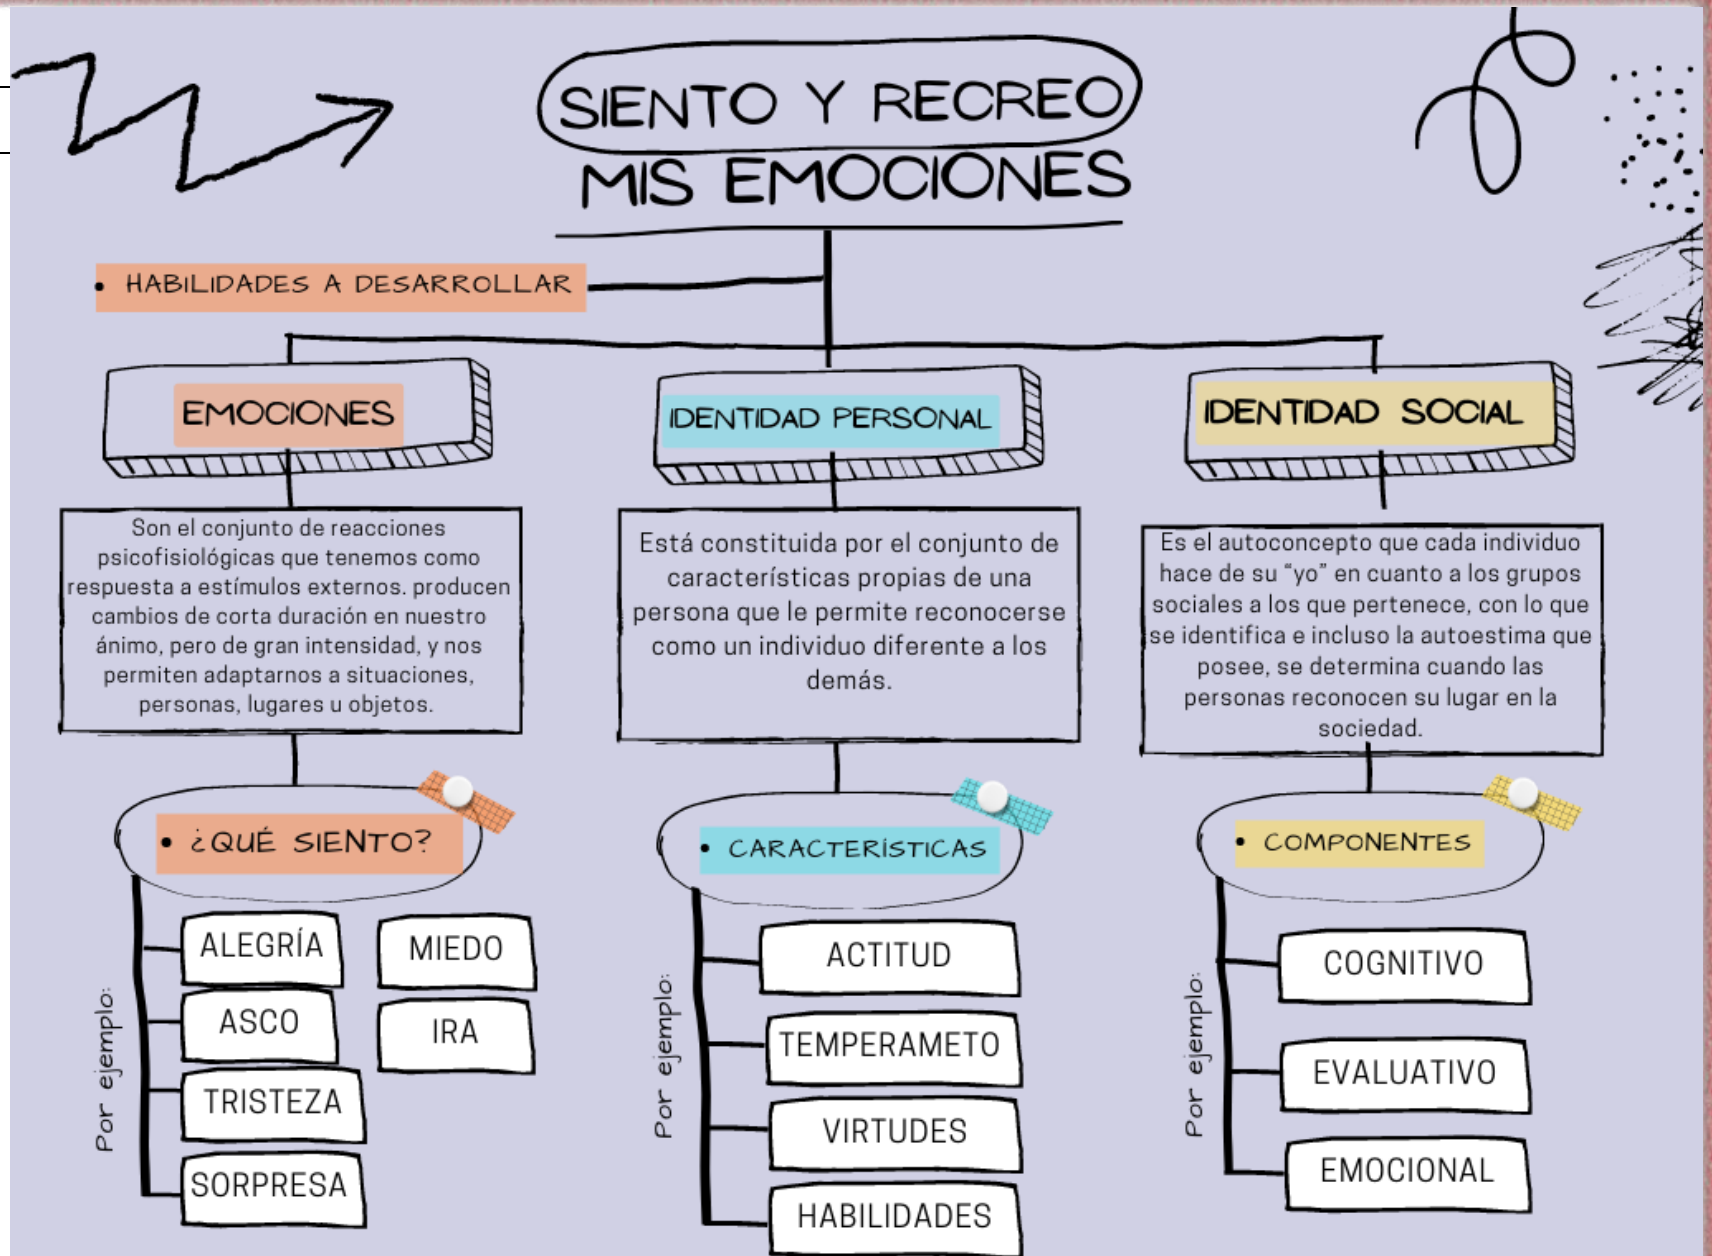 SIENTO Y RECREO
MIS EMOCIONES
• HABILIDADES A DESARROLLAR
EMOCIONES
Son el conjunto de reacciones
psicofisiológicas que tenemos como
respuesta a estímulos externos. producen
cambios de corta duración en nuestro
ánimo, pero de gran intensidad, y nos
permiten adaptarnos a situaciones,
personas, lugares u objetos.
• ¿QUÉ SIENTO?
Por ejemplo:
ALEGRÍA
MIEDO
ASCO
IRA
TRISTEZA
SORPRESA
IDENTIDAD PERSONAL
Está constituida por el conjunto de
características propias de una
persona que le permite reconocerse
como un individuo diferente a los
demás.
• CARACTERÍSTICAS
Por ejemplo:
ACTITUD
TEMPERAMETO
VIRTUDES
HABILIDADES
IDENTIDAD SOCIAL
Es el autoconcepto que cada individuo
hace de su “yo” en cuanto a los grupos
sociales a los que pertenece, con lo que
se identifica e incluso la autoestima que
posee, se determina cuando las
personas reconocen su lugar en la
sociedad.
• COMPONENTES
Por ejemplo:
COGNITIVO
EVALUATIVO
EMOCIONAL